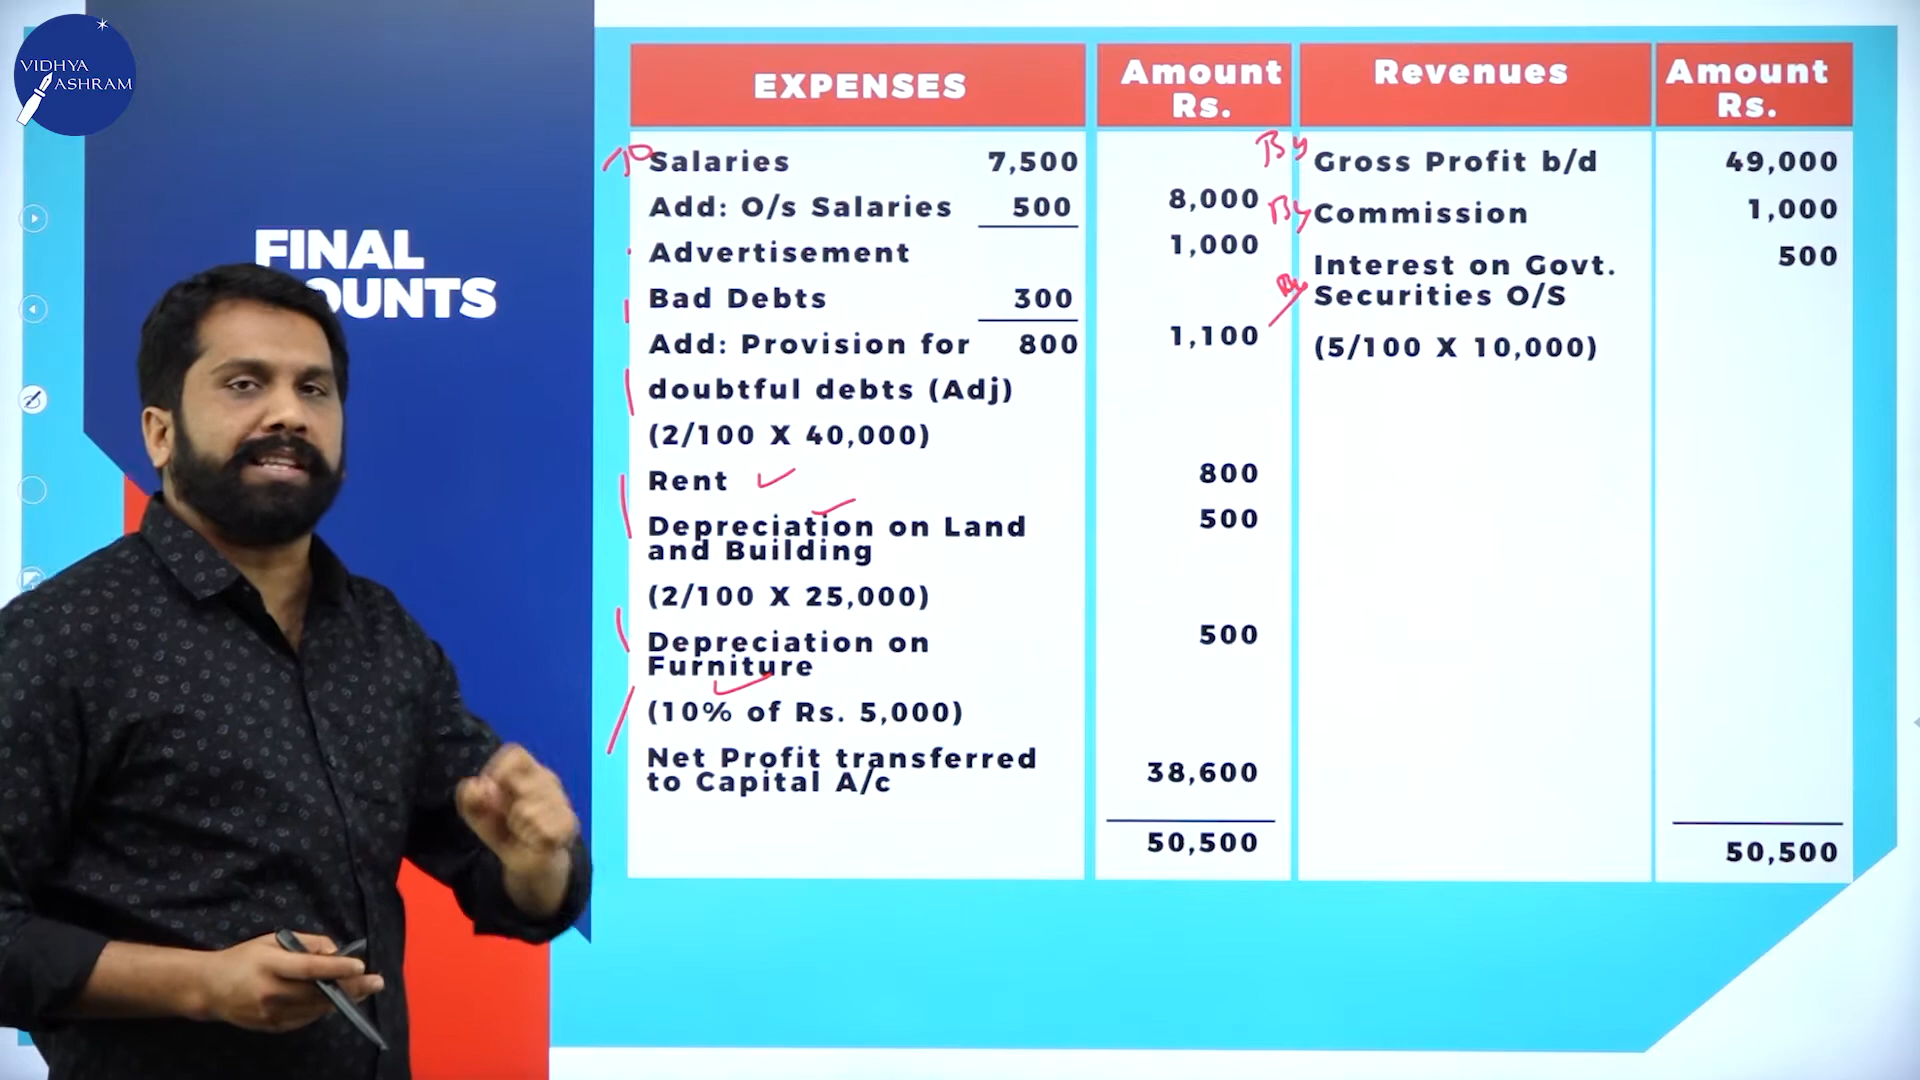 VIDHYA
ASHRAM
FINAL
OUNTS
EXPENSES
Amount
Rs.
Revenues
Amount
Rs.
To Salaries 7,500
Add: O/s Salaries 500 8,000
Advertisement 1,000
Bad Debts 300
Add: Provision for 800 1,100
doubtful debts (Adj)
(2/100 X 40,000)
Rent 800
Depreciation on Land 500
and Building
(2/100 X 25,000)
Depreciation on 500
Furniture
(10% of Rs. 5,000)
Net Profit transferred
to Capital A/c 38,600
50,500
By Gross Profit b/d 49,000
By Commission 1,000
Interest on Govt. 500
By Securities O/S
(5/100 X 10,000)
50,500